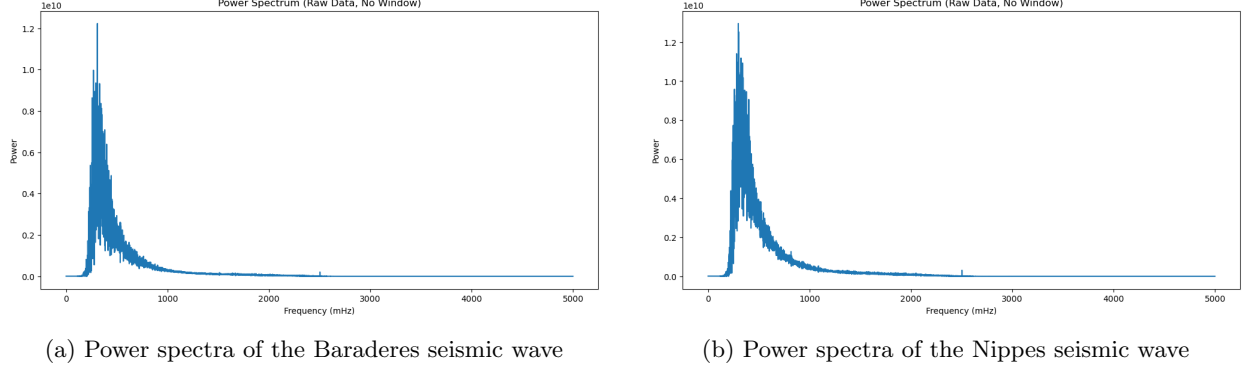 Power Spectrum (Raw Data, No Window)
1e10
1.2
1.0
0.8
0.6
0.4
0.2
0.0
Power
0 1000 2000 3000 4000 5000
Frequency (mHz)
(a) Power spectra of the Baraderes seismic wave
Power Spectrum (Raw Data, No Window)
1e10
1.2
1.0
0.8
0.6
0.4
0.2
0.0
Power
0 1000 2000 3000 4000 5000
Frequency (mHz)
(b) Power spectra of the Nippes seismic wave